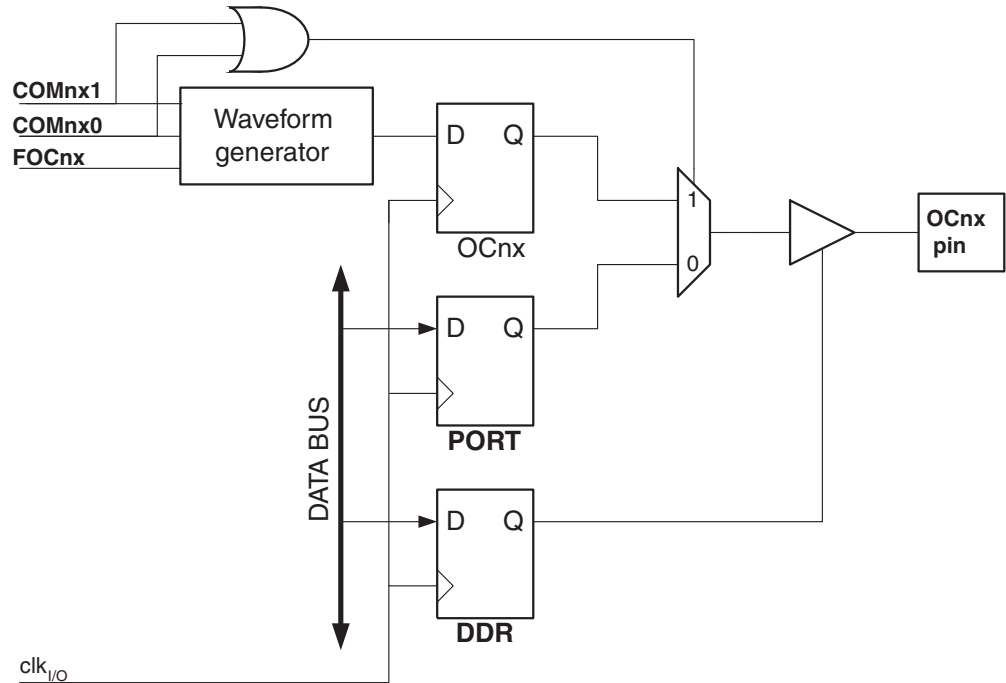 COMnx1
COMnx0
FOCnx
Waveform
generator
D Q
OCnx
1
0
OCnx
pin
DATA BUS
D Q
PORT
D Q
DDR
clkI/O